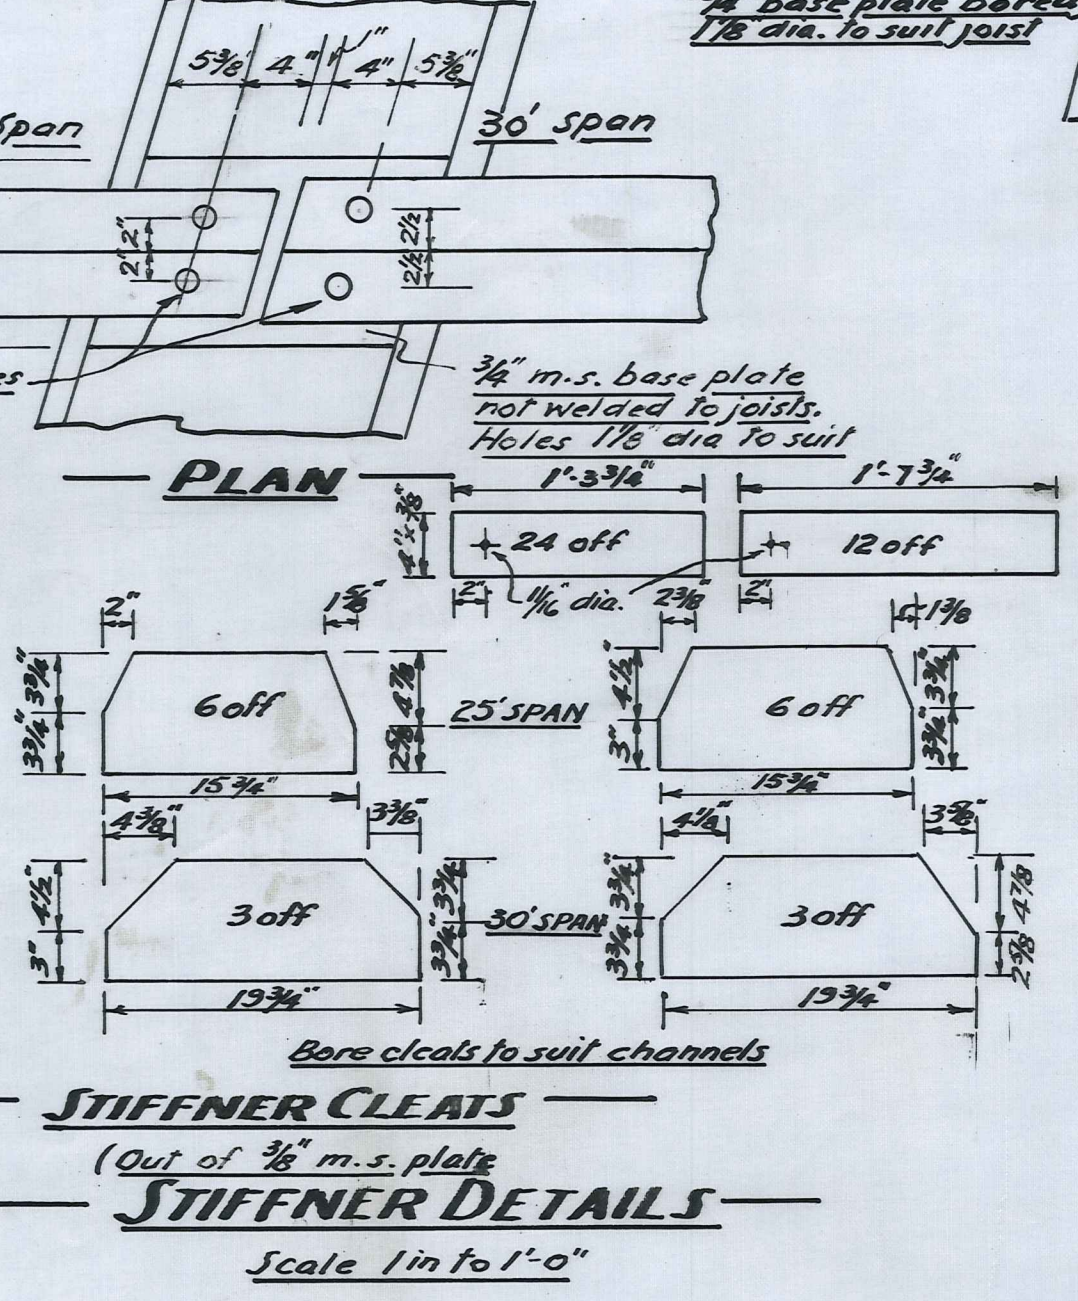 ¾" base plate bored
1⅛" dia. to suit joist
5⅜" 4" 1" 4" 5⅜"
Span
30' span
2" 2"
2½ 2½
¾" m.s. base plate
not welded to joists.
Holes 1⅛" dia to suit
PLAN
1'-3¾" 1'-7¾"
4" x ⅜"
24 off
12 off
2" 11/16" dia. 2"
2" 1⅝" 2⅜" 1⅜
3¾" 3¾" 6 off 4⅞ 2⅝ 25' SPAN 4½" 3" 6 off 3¾" 3¾"
15¾" 15¾"
4⅜" 3⅜" 4⅛" 3⅝"
4½" 3" 3 off 3¾" 3¾" 30' SPAN 3¾" 3¾" 3 off 4⅞ 2⅝
19¾" 19¾"
Bore cleats to suit channels
STIFFNER CLEATS
(Out of ⅜" m.s. plate
STIFFNER DETAILS
Scale 1 in to 1'-0"